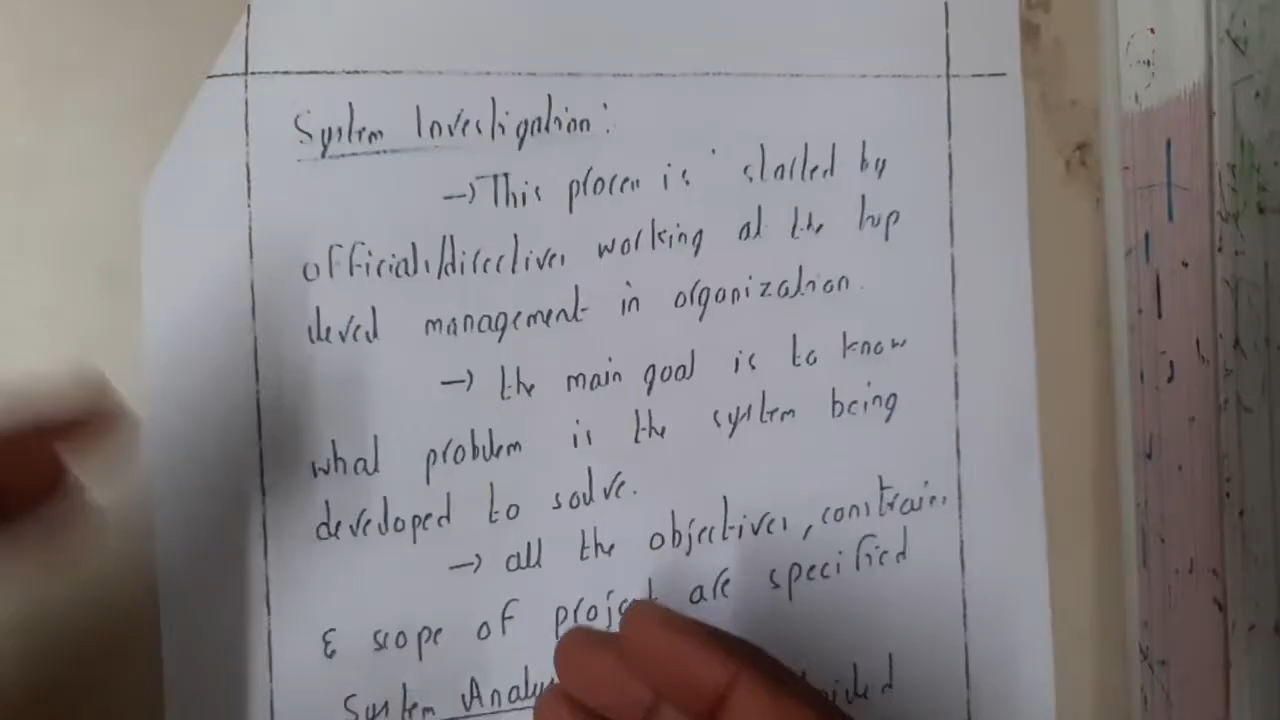 System Investigation:
→ This process is started by
officials/directives working at the top
level management in organization.
→ the main goal is to know
what problem is the system being
developed to solve.
→ all the objectives, constrains
& scope of project are specified
System